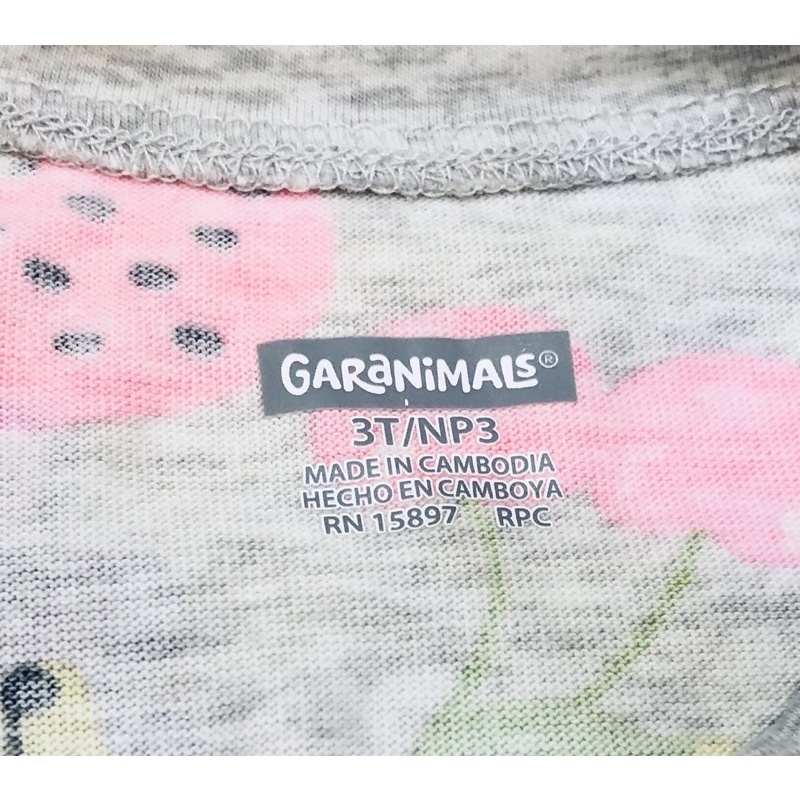 GARANiMALS®
3T/NP3
MADE IN CAMBODIA
HECHO EN CAMBOYA
RN 15897 RPC